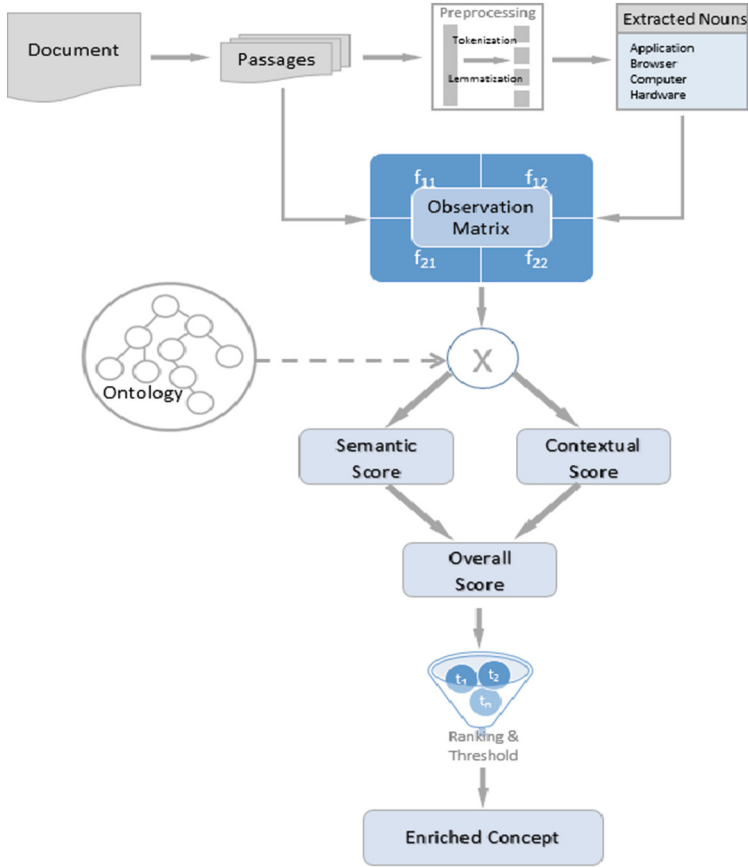 Document
Passages
Preprocessing
Tokenization
Lemmatization
Extracted Nouns
Application
Browser
Computer
Hardware
f11
f12
Observation
Matrix
f21
f22
Ontology
X
Semantic
Score
Contextual
Score
Overall
Score
t1
t2
tn
Ranking &
Threshold
Enriched Concept